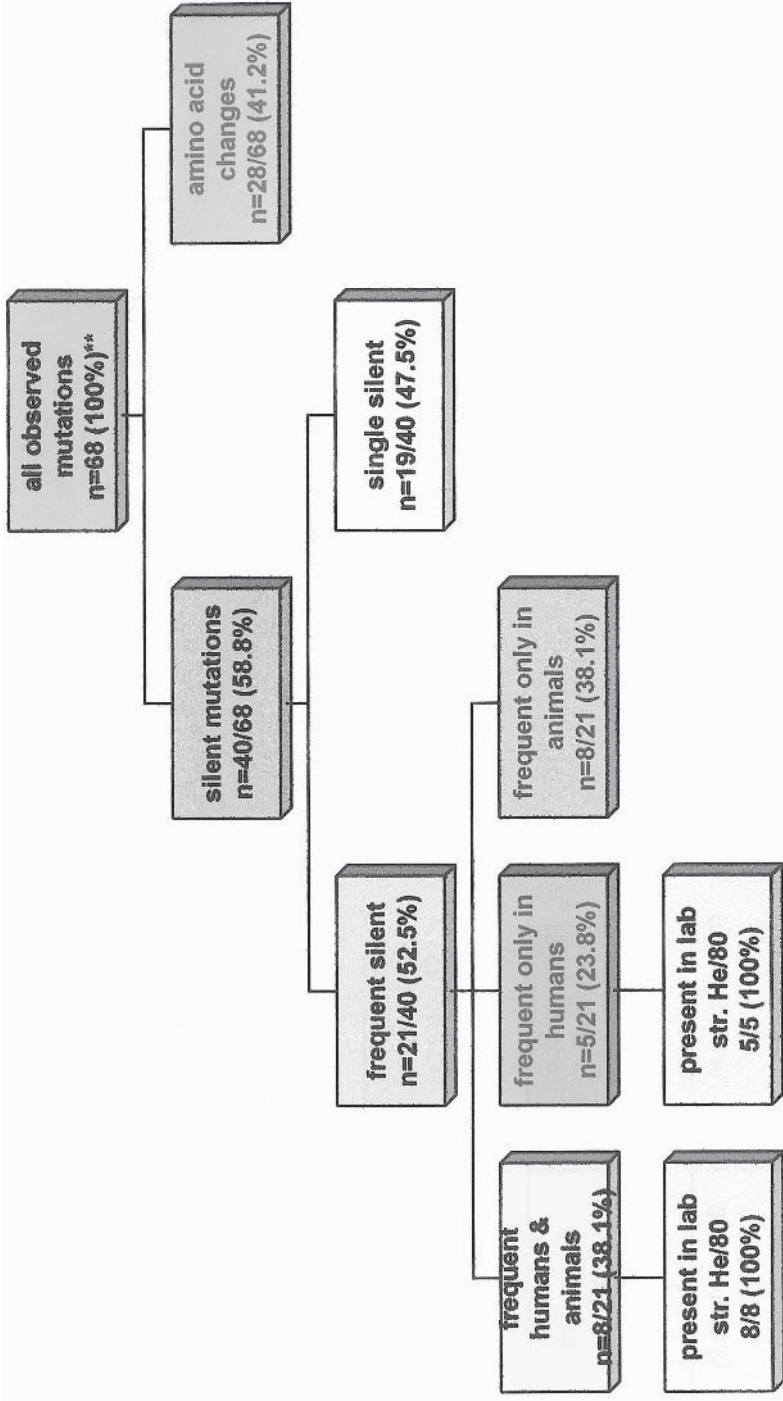 all observed
mutations
n=68 (100%)**
silent mutations
n=40/68 (58.8%)
amino acid
changes
n=28/68 (41.2%)
frequent silent
n=21/40 (52.5%)
single silent
n=19/40 (47.5%)
frequent
humans &
animals
n=8/21 (38.1%)
frequent only in
humans
n=5/21 (23.8%)
frequent only in
animals
n=8/21 (38.1%)
present in lab
str. He/80
8/8 (100%)
present in lab
str. He/80
5/5 (100%)